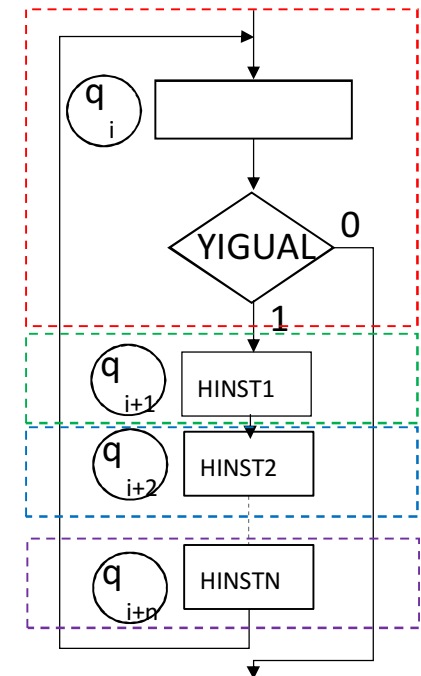 q
i
YIGUAL
0
1
q
i+1
HINST1
q
i+2
HINST2
q
i+n
HINSTN